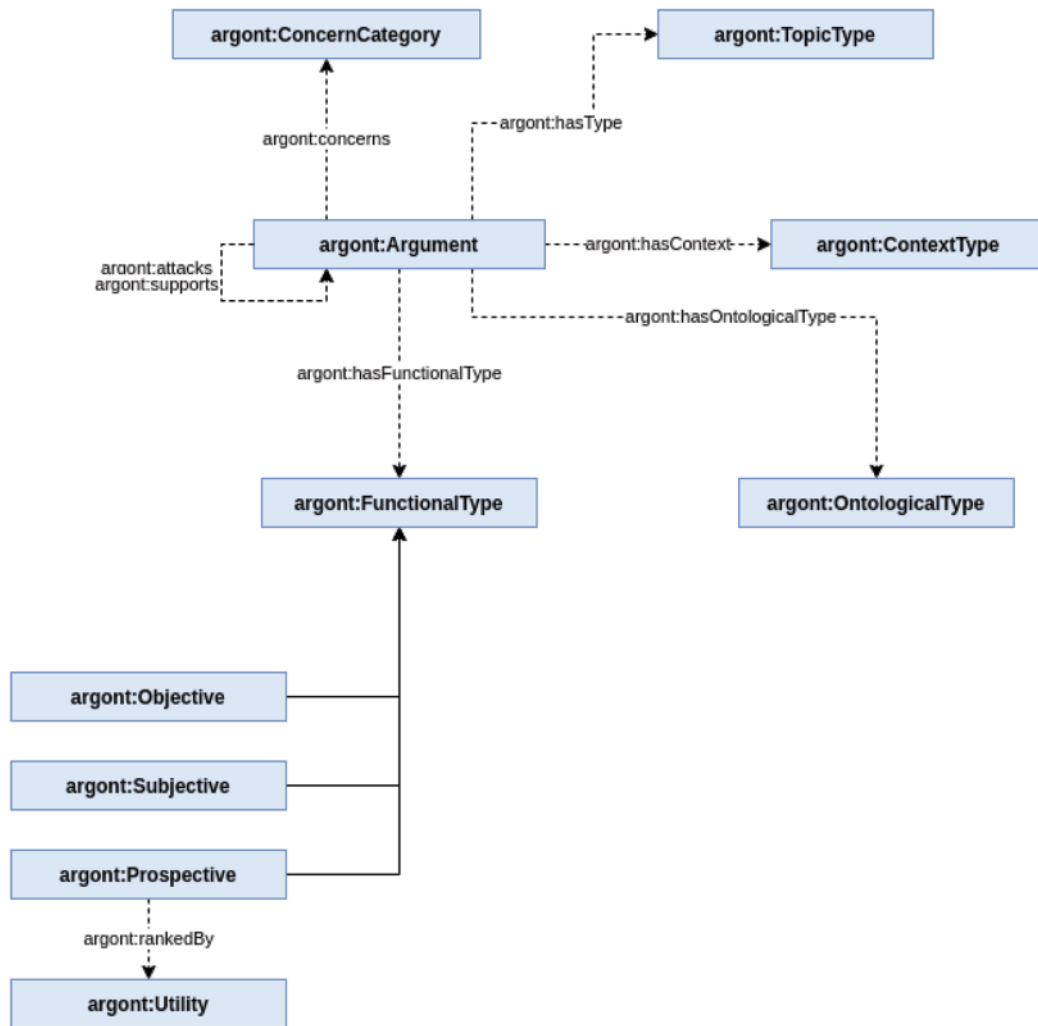 argont:ConcernCategory
argont:TopicType
argont:hasType
argont:concerns
argont:Argument
argont:hasContext
argont:ContextType
argont:attacks
argont:supports
argont:hasOntologicalType
argont:hasFunctionalType
argont:FunctionalType
argont:OntologicalType
argont:Objective
argont:Subjective
argont:Prospective
argont:rankedBy
argont:Utility